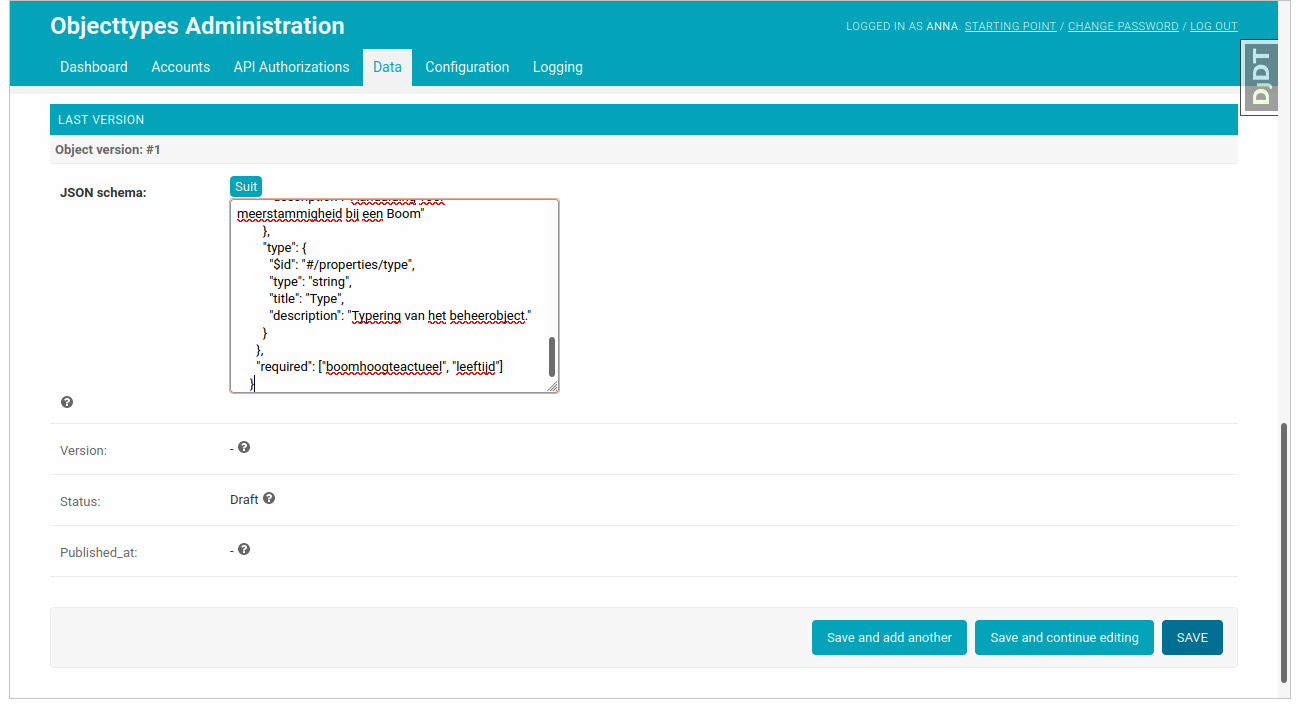 Objecttypes Administration
LOGGED IN AS ANNA. STARTING POINT / CHANGE PASSWORD / LOG OUT
Dashboard Accounts API Authorizations Data Configuration Logging
DjDT
LAST VERSION
Object version: #1
JSON schema:
Suit
meerstammigheid bij een Boom"
},
"type": {
"$id": "#/properties/type",
"type": "string",
"title": "Type",
"description": "Typering van het beheerobject."
}
},
"required": ["boomhoogteactueel", "leeftijd"]
}
?
Version: - ?
Status: Draft ?
Published_at: - ?
Save and add another Save and continue editing SAVE